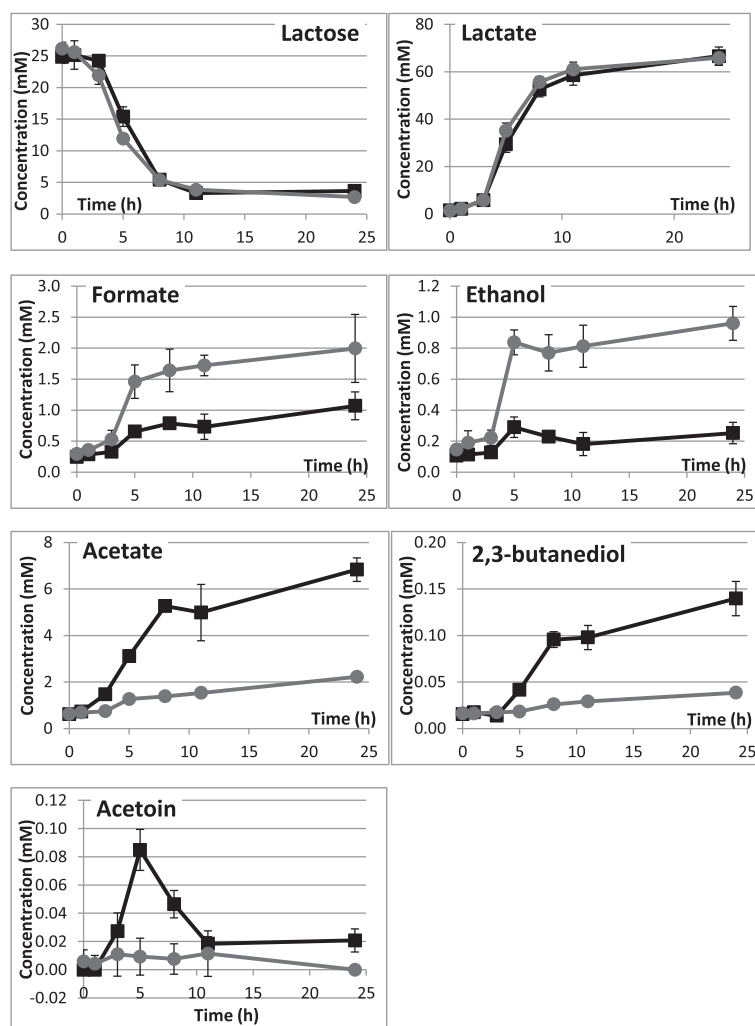 Lactose
Concentration (mM)
30
25
20
15
10
5
0
Time (h)
0 5 10 15 20 25
Lactate
Concentration (mM)
80
60
40
20
0
Time (h)
0 10 20
Formate
Concentration (mM)
3.0
2.5
2.0
1.5
1.0
0.5
0.0
Time (h)
0 5 10 15 20 25
Ethanol
Concentration (mM)
1.2
1.0
0.8
0.6
0.4
0.2
0.0
Time (h)
0 5 10 15 20 25
Acetate
Concentration (mM)
8
6
4
2
0
Time (h)
0 5 10 15 20 25
2,3-butanediol
Concentration (mM)
0.20
0.15
0.10
0.05
0.00
Time (h)
0 5 10 15 20 25
Acetoin
Concentration (mM)
0.12
0.10
0.08
0.06
0.04
0.02
0.00
-0.02
0 5 10 15 20 25
Time (h)